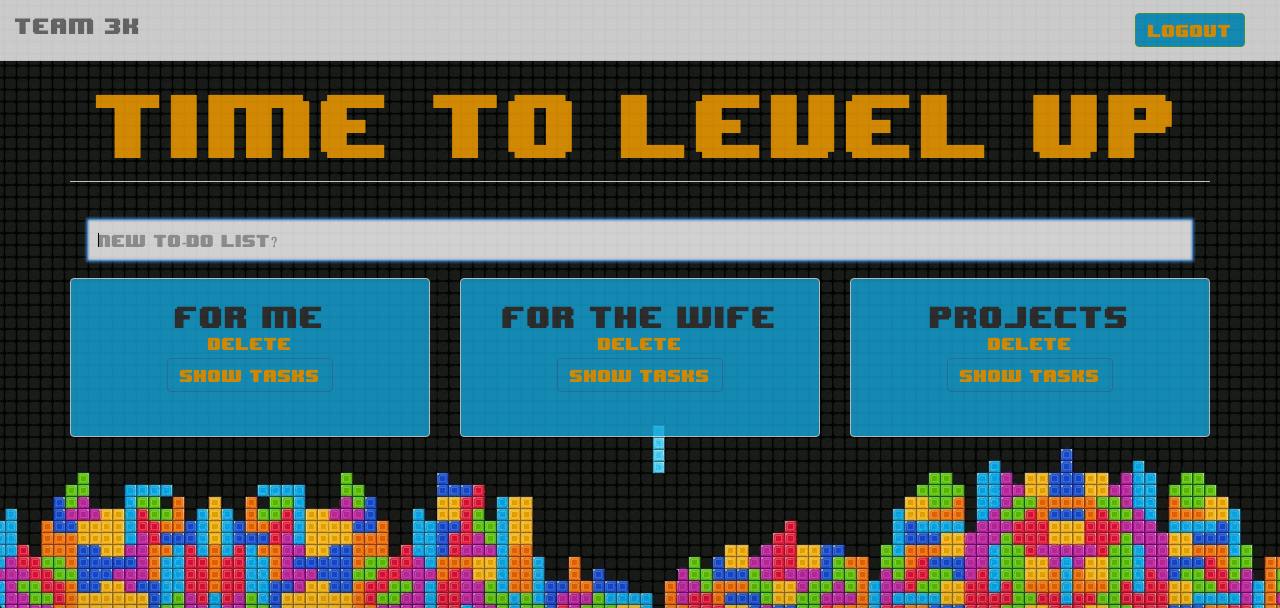 TEAM 3X
LOGOUT
TIME TO LEVEL UP
NEW TO-DO LIST?
FOR ME
DELETE
SHOW TASKS
FOR THE WIFE
DELETE
SHOW TASKS
PROJECTS
DELETE
SHOW TASKS